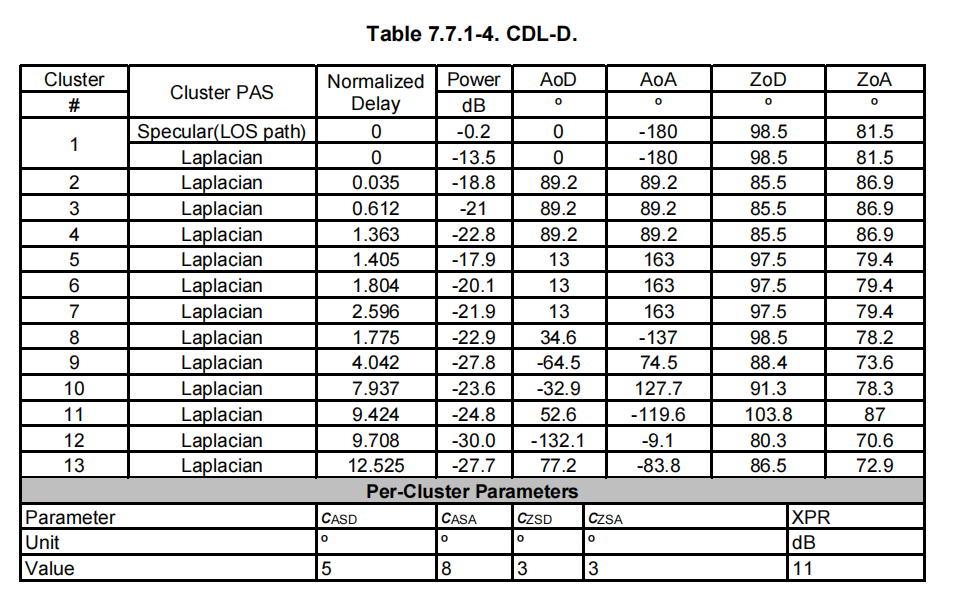 Table 7.7.1-4. CDL-D.
Cluster # Cluster PAS Normalized Delay Power dB AoD º AoA º ZoD º ZoA º
1 Specular(LOS path) 0 -0.2 0 -180 98.5 81.5
Laplacian 0 -13.5 0 -180 98.5 81.5
2 Laplacian 0.035 -18.8 89.2 89.2 85.5 86.9
3 Laplacian 0.612 -21 89.2 89.2 85.5 86.9
4 Laplacian 1.363 -22.8 89.2 89.2 85.5 86.9
5 Laplacian 1.405 -17.9 13 163 97.5 79.4
6 Laplacian 1.804 -20.1 13 163 97.5 79.4
7 Laplacian 2.596 -21.9 13 163 97.5 79.4
8 Laplacian 1.775 -22.9 34.6 -137 98.5 78.2
9 Laplacian 4.042 -27.8 -64.5 74.5 88.4 73.6
10 Laplacian 7.937 -23.6 -32.9 127.7 91.3 78.3
11 Laplacian 9.424 -24.8 52.6 -119.6 103.8 87
12 Laplacian 9.708 -30.0 -132.1 -9.1 80.3 70.6
13 Laplacian 12.525 -27.7 77.2 -83.8 86.5 72.9
Per-Cluster Parameters
Parameter cASD cASA cZSD cZSA XPR
Unit º º º º dB
Value 5 8 3 3 11